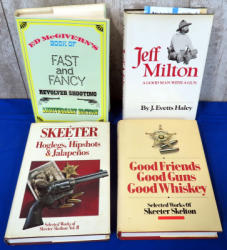 ED McGIVERN'S
BOOK OF
FAST
and
FANCY
REVOLVER SHOOTING
ANNIVERSARY EDITION
Jeff
Milton
A GOOD MAN WITH A GUN
By J. Evetts Haley
SKEETER
Hoglegs, Hipshots
& Jalapeños
Selected Works of
Skeeter Skelton Vol. II
Good Friends
Good Guns
Good Whiskey
Selected Works Of
Skeeter Skelton